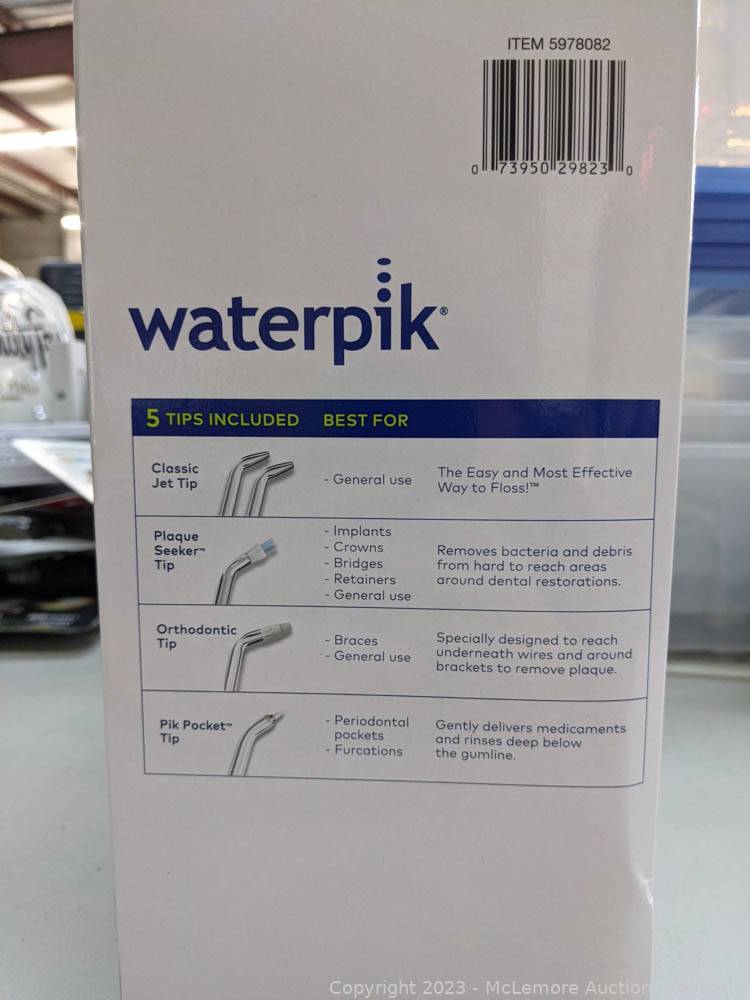 ITEM 5978082
0 73950 29823 0
waterpik®
5 TIPS INCLUDED BEST FOR
Classic
Jet Tip
- General use
The Easy and Most Effective
Way to Floss!™
Plaque
Seeker™
Tip
- Implants
- Crowns
- Bridges
- Retainers
- General use
Removes bacteria and debris
from hard to reach areas
around dental restorations.
Orthodontic
Tip
- Braces
- General use
Specially designed to reach
underneath wires and around
brackets to remove plaque.
Pik Pocket™
Tip
- Periodontal
pockets
- Furcations
Gently delivers medicaments
and rinses deep below
the gumline.
Copyright 2023 - McLemore Auction